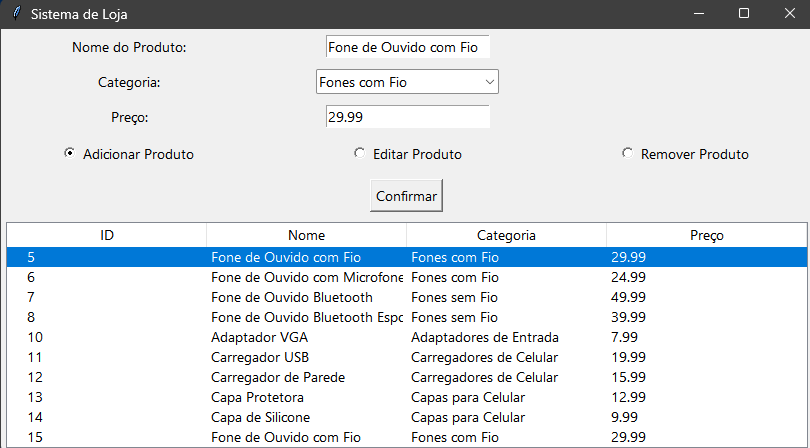 Sistema de Loja
Nome do Produto: Fone de Ouvido com Fio
Categoria: Fones com Fio
Preço: 29.99
Adicionar Produto Editar Produto Remover Produto
Confirmar
ID Nome Categoria Preço
5 Fone de Ouvido com Fio Fones com Fio 29.99
6 Fone de Ouvido com Microfone Fones com Fio 24.99
7 Fone de Ouvido Bluetooth Fones sem Fio 49.99
8 Fone de Ouvido Bluetooth Espo Fones sem Fio 39.99
10 Adaptador VGA Adaptadores de Entrada 7.99
11 Carregador USB Carregadores de Celular 19.99
12 Carregador de Parede Carregadores de Celular 15.99
13 Capa Protetora Capas para Celular 12.99
14 Capa de Silicone Capas para Celular 9.99
15 Fone de Ouvido com Fio Fones com Fio 29.99